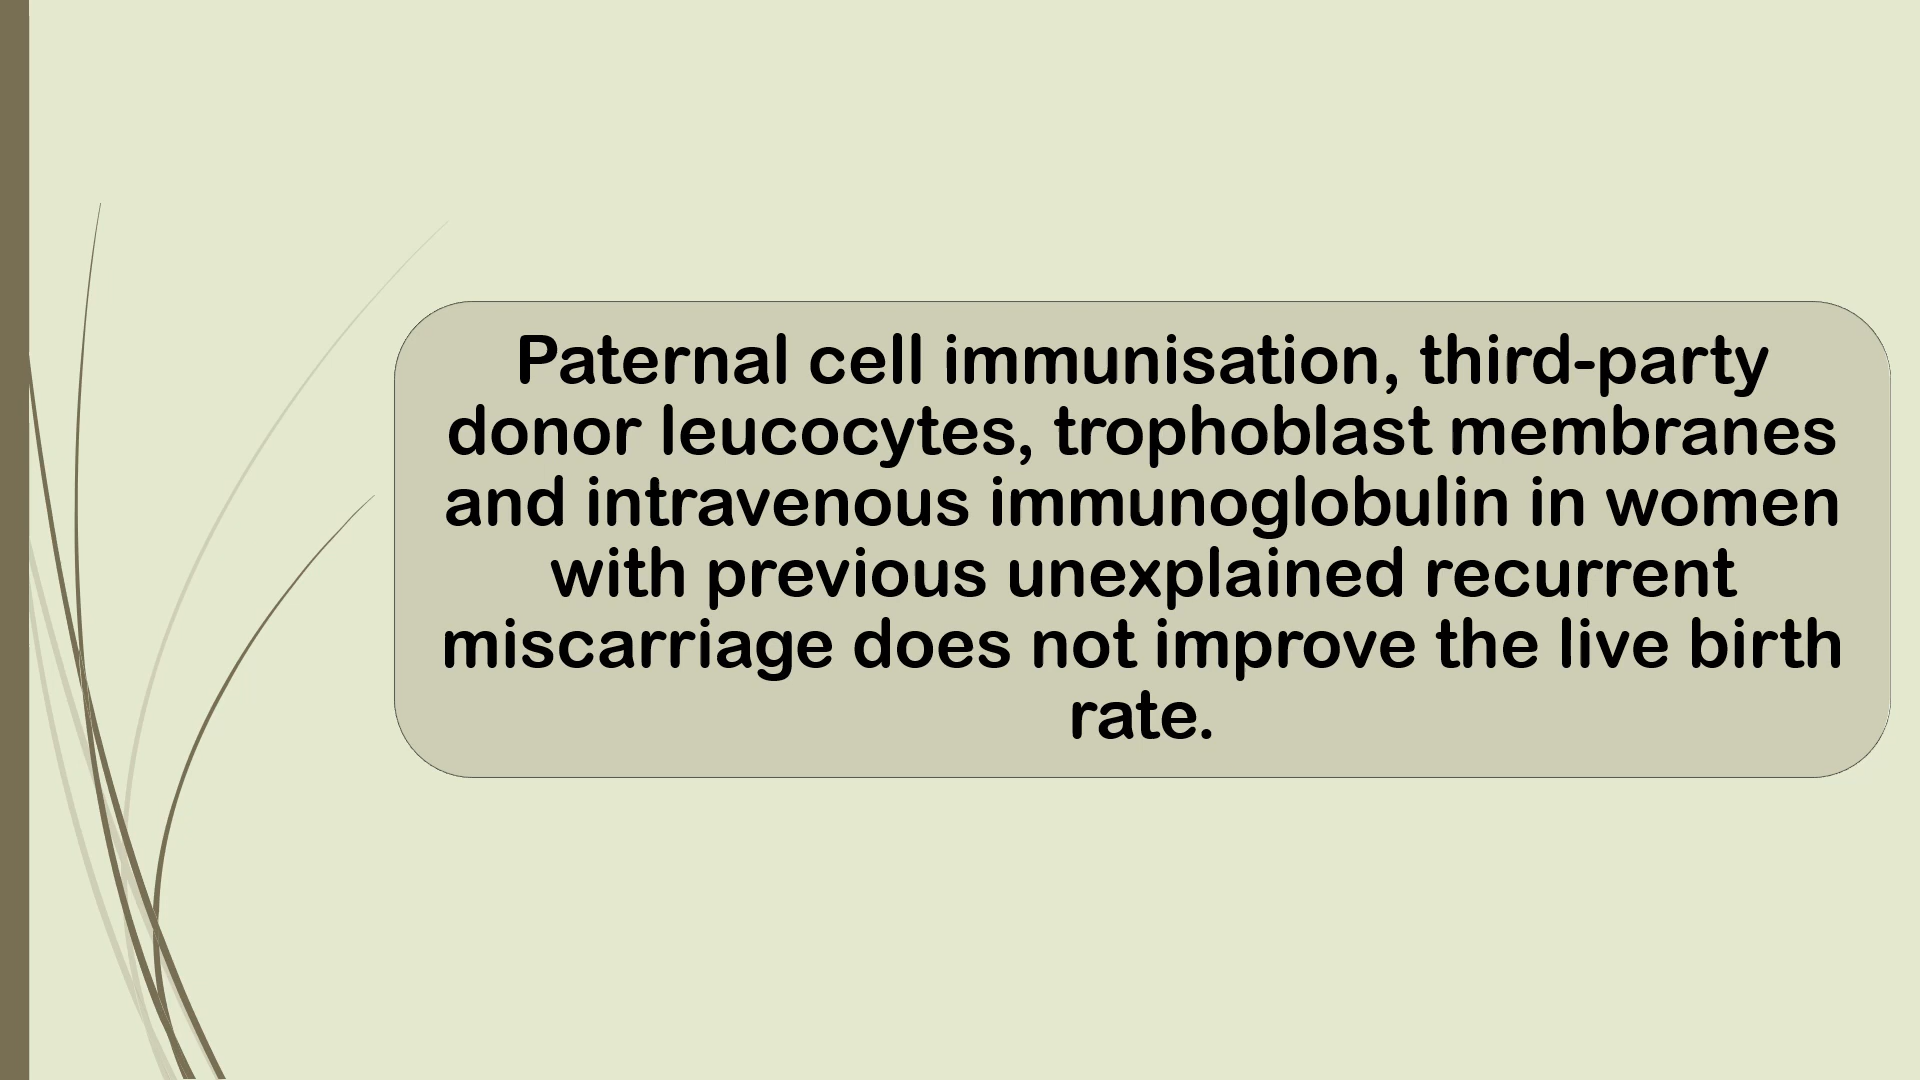 Paternal cell immunisation, third-party
donor leucocytes, trophoblast membranes
and intravenous immunoglobulin in women
with previous unexplained recurrent
miscarriage does not improve the live birth
rate.